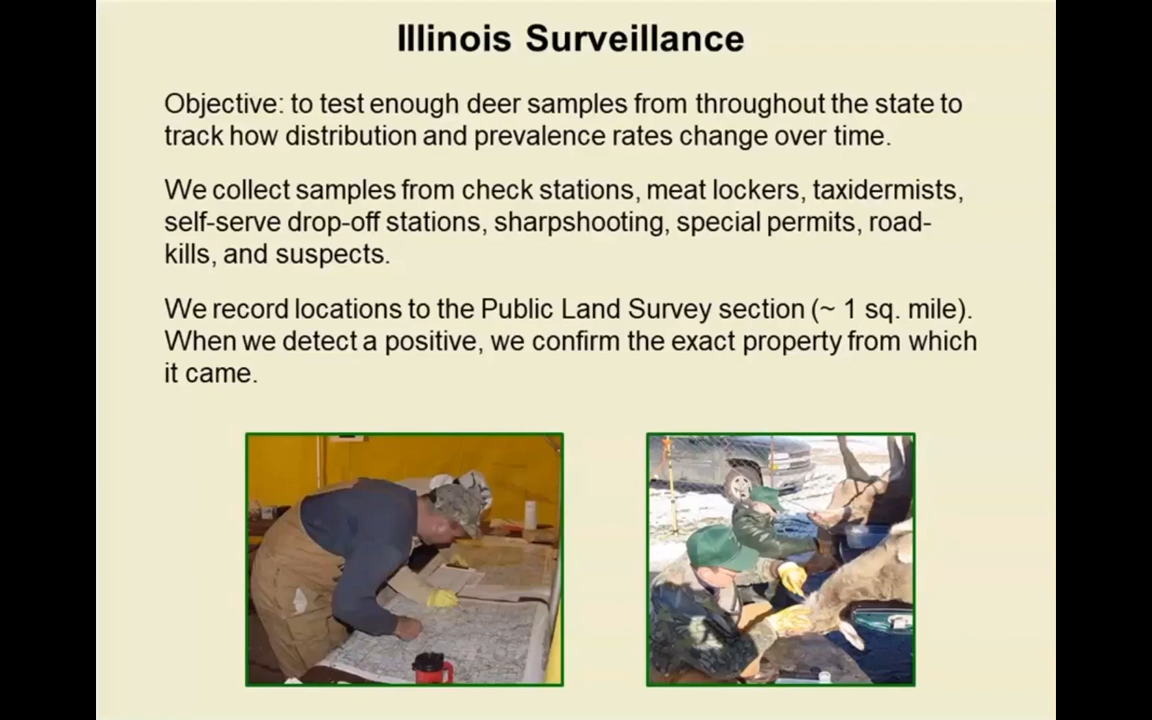 Illinois Surveillance
Objective: to test enough deer samples from throughout the state to
track how distribution and prevalence rates change over time.
We collect samples from check stations, meat lockers, taxidermists,
self-serve drop-off stations, sharpshooting, special permits, road-
kills, and suspects.
We record locations to the Public Land Survey section (~ 1 sq. mile).
When we detect a positive, we confirm the exact property from which
it came.